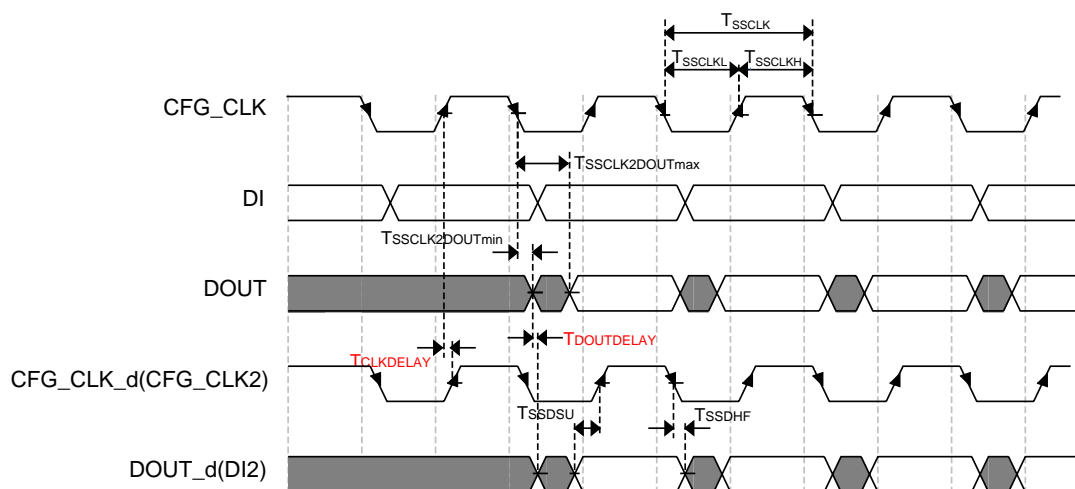 TSSCLK
TSSCLKL
TSSCLKH
CFG_CLK
TSSCLK2DOUTmax
DI
TSSCLK2DOUTmin
DOUT
TDOUTDELAY
TCLKDELAY
CFG_CLK_d(CFG_CLK2)
TSSDSU
TSSDHF
DOUT_d(DI2)